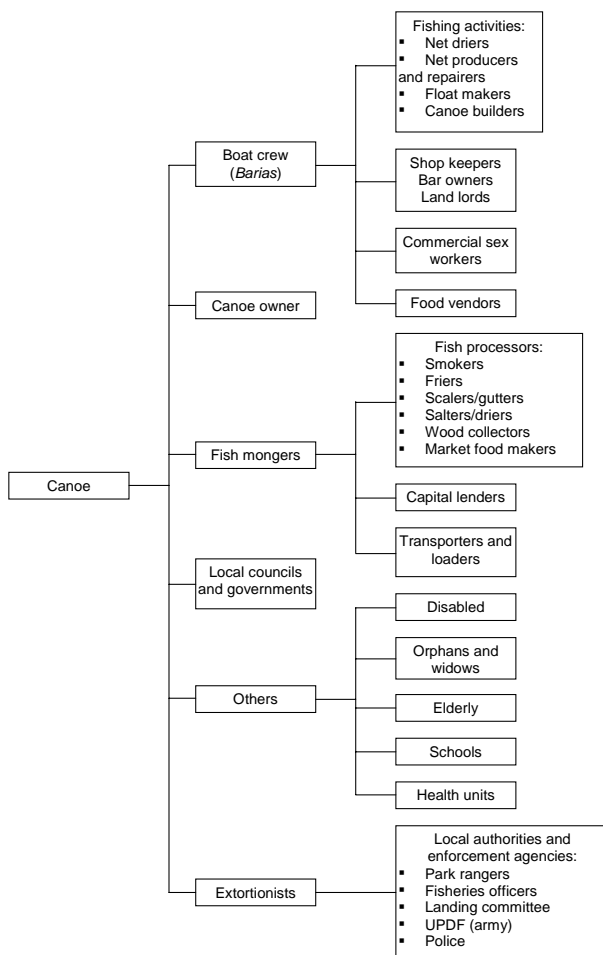 Canoe
Boat crew
(Barias)
Fishing activities:
▪ Net driers
▪ Net producers
and repairers
▪ Float makers
▪ Canoe builders
Shop keepers
Bar owners
Land lords
Commercial sex
workers
Food vendors
Canoe owner
Fish mongers
Fish processors:
▪ Smokers
▪ Friers
▪ Scalers/gutters
▪ Salters/driers
▪ Wood collectors
▪ Market food makers
Capital lenders
Transporters and
loaders
Local councils
and governments
Others
Disabled
Orphans and
widows
Elderly
Schools
Health units
Extortionists
Local authorities and
enforcement agencies:
▪ Park rangers
▪ Fisheries officers
▪ Landing committee
▪ UPDF (army)
▪ Police